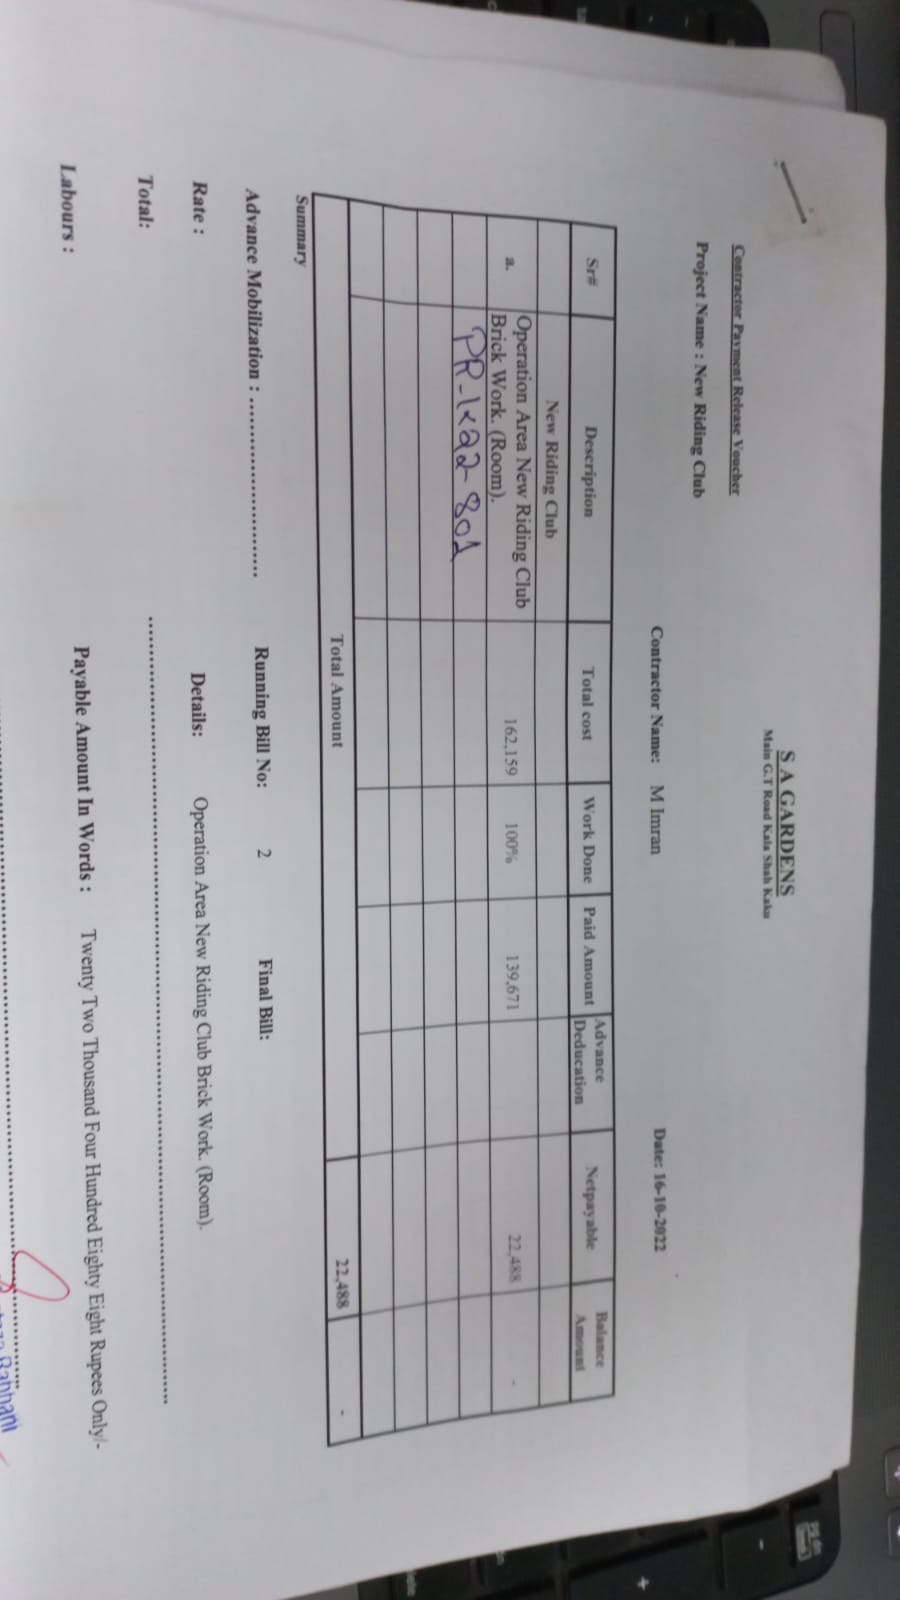 S A GARDENS
Main G.T Road Kala Shah Kaku
Contractor Payment Release Voucher
Project Name : New Riding Club
Contractor Name: M Imran Date: 16-10-2022
Sr# Description Total cost Work Done Paid Amount Advance Deducation Netpayable Balance Amount
New Riding Club
a. Operation Area New Riding Club Brick Work. (Room). 162,159 100% 139,671 22,488 -
PR-K22-801
Total Amount 22,488 -
Summary
Advance Mobilization : ........................... Running Bill No: 2 Final Bill:
Rate : Details: Operation Area New Riding Club Brick Work. (Room).
Total:
Labours : Payable Amount In Words : Twenty Two Thousand Four Hundred Eighty Eight Rupees Only/-
Rabbani